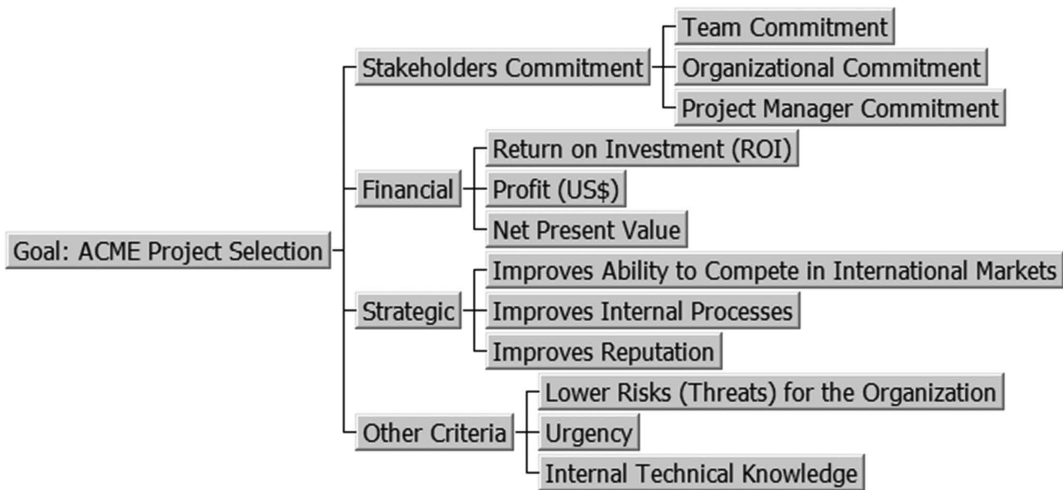 Team Commitment
Stakeholders Commitment
Organizational Commitment
Project Manager Commitment
Return on Investment (ROI)
Financial
Profit (US$)
Net Present Value
Goal: ACME Project Selection
Improves Ability to Compete in International Markets
Strategic
Improves Internal Processes
Improves Reputation
Lower Risks (Threats) for the Organization
Other Criteria
Urgency
Internal Technical Knowledge